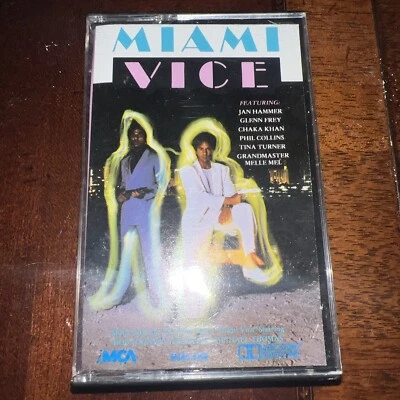 MIAMI
VICE
FEATURING:
JAN HAMMER
GLENN FREY
CHAKA KHAN
PHIL COLLINS
TINA TURNER
GRANDMASTER
MELLE MEL
MCA